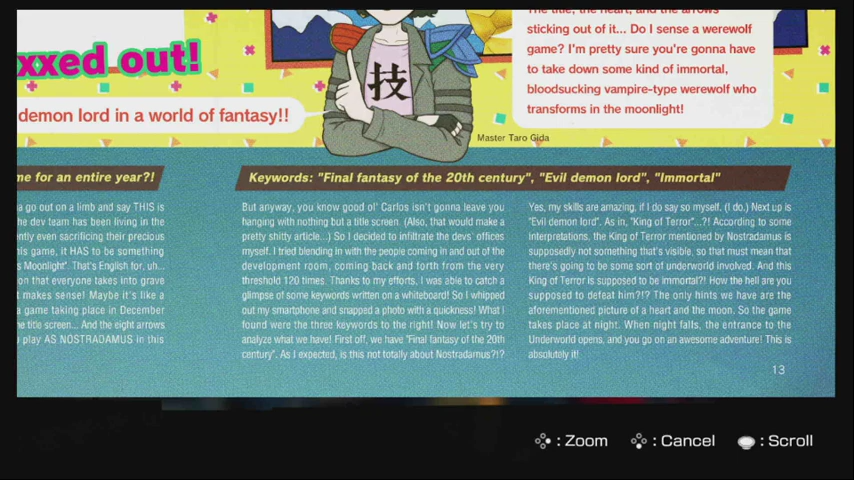 xxed out!
demon lord in a world of fantasy!!
The title, the heart, and the arrows
sticking out of it... Do I sense a werewolf
game? I'm pretty sure you're gonna have
to take down some kind of immortal,
bloodsucking vampire-type werewolf who
transforms in the moonlight!
技
Master Taro Gida
me for an entire year?!
a go out on a limb and say THIS is
he dev team has been living in the
ently even sacrificing their precious
his game, it HAS to be something
s Moonlight". That's English for, uh...
on that everyone takes into grave
t makes sense! Maybe it's like a
a game taking place in December
he title screen... And the eight arrows
play AS NOSTRADAMUS in this
Keywords: "Final fantasy of the 20th century", "Evil demon lord", "Immortal"
But anyway, you know good ol' Carlos isn't gonna leave you
hanging with nothing but a title screen. (Also, that would make a
pretty shitty article...) So I decided to infiltrate the devs' offices
myself. I tried blending in with the people coming in and out of the
development room, coming back and forth from the very
threshold 120 times. Thanks to my efforts, I was able to catch a
glimpse of some keywords written on a whiteboard! So I whipped
out my smartphone and snapped a photo with a quickness! What I
found were the three keywords to the right! Now let's try to
analyze what we have! First off, we have "Final fantasy of the 20th
century". As I expected, is this not totally about Nostradamus?!?
Yes, my skills are amazing, if I do say so myself. (I do.) Next up is
"Evil demon lord". As in, "King of Terror"...?! According to some
interpretations, the King of Terror mentioned by Nostradamus is
supposedly not something that's visible, so that must mean that
there's going to be some sort of underworld involved. And this
King of Terror is supposed to be immortal?! How the hell are you
supposed to defeat him?!? The only hints we have are the
aforementioned picture of a heart and the moon. So the game
takes place at night. When night falls, the entrance to the
Underworld opens, and you go on an awesome adventure! This is
absolutely it!
13
: Zoom : Cancel : Scroll